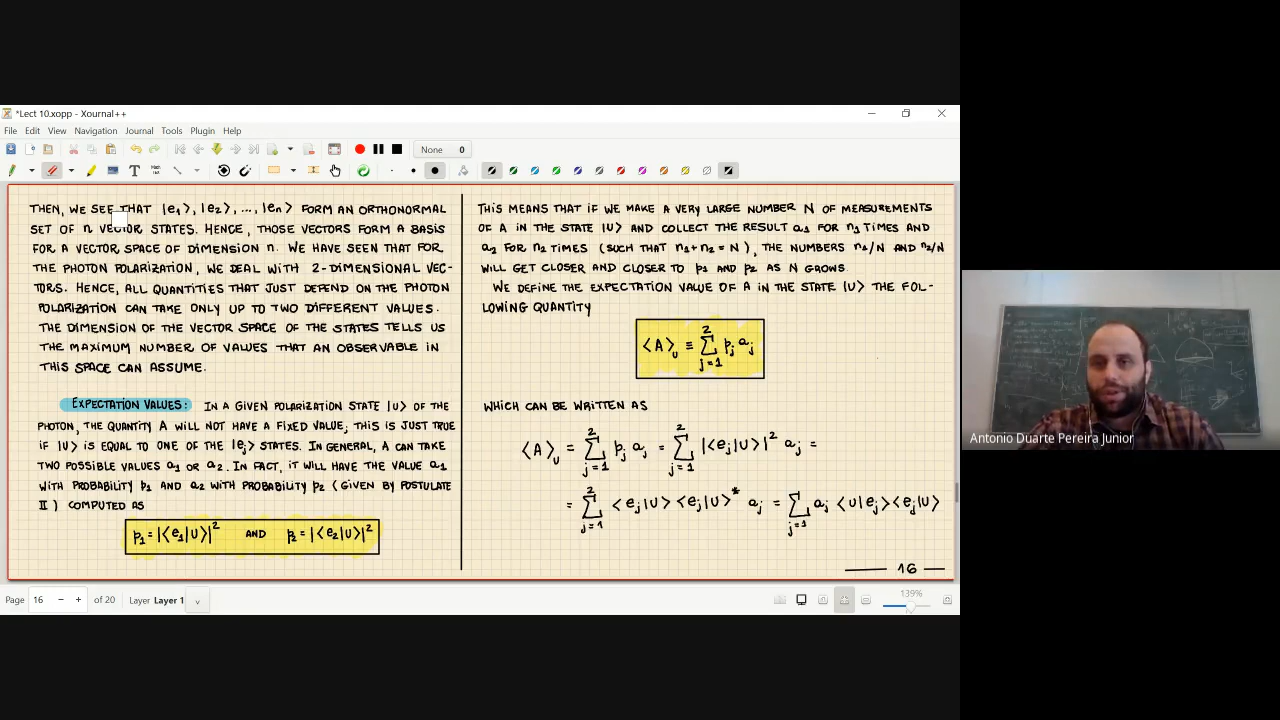 *Lect 10.xopp - Xournal++
File Edit View Navigation Journal Tools Plugin Help
None 0
THEN, WE SEE THAT |e₁⟩, |e₂⟩, ..., |eₙ⟩ FORM AN ORTHONORMAL
SET OF n VECTOR STATES. HENCE, THOSE VECTORS FORM A BASIS
FOR A VECTOR SPACE OF DIMENSION n. WE HAVE SEEN THAT FOR
THE PHOTON POLARIZATION, WE DEAL WITH 2-DIMENSIONAL VEC-
TORS. HENCE, ALL QUANTITIES THAT JUST DEPEND ON THE PHOTON
POLARIZATION CAN TAKE ONLY UP TO TWO DIFFERENT VALUES.
THE DIMENSION OF THE VECTOR SPACE OF THE STATES TELLS US
THE MAXIMUM NUMBER OF VALUES THAT AN OBSERVABLE IN
THIS SPACE CAN ASSUME.
EXPECTATION VALUES: IN A GIVEN POLARIZATION STATE |U⟩ OF THE
PHOTON, THE QUANTITY A WILL NOT HAVE A FIXED VALUE; THIS IS JUST TRUE
IF |U⟩ IS EQUAL TO ONE OF THE |eⱼ⟩ STATES. IN GENERAL, A CAN TAKE
TWO POSSIBLE VALUES a₁ OR a₂. IN FACT, IT WILL HAVE THE VALUE a₁
WITH PROBABILITY p₁ AND a₂ WITH PROBABILITY p₂ (GIVEN BY POSTULATE
II) COMPUTED AS
p₁ = |⟨e₁|U⟩|² AND p₂ = |⟨e₂|U⟩|²
THIS MEANS THAT IF WE MAKE A VERY LARGE NUMBER N OF MEASUREMENTS
OF A IN THE STATE |U⟩ AND COLLECT THE RESULT a₁ FOR n₁ TIMES AND
a₂ FOR n₂ TIMES (SUCH THAT n₁+n₂ = N), THE NUMBERS n₁/N AND n₂/N
WILL GET CLOSER AND CLOSER TO p₁ AND p₂ AS N GROWS.
WE DEFINE THE EXPECTATION VALUE OF A IN THE STATE |U⟩ THE FOL-
LOWING QUANTITY
⟨A⟩ᵤ ≡ Σ²ⱼ₌₁ pⱼ aⱼ
WHICH CAN BE WRITTEN AS
⟨A⟩ᵤ = Σ²ⱼ₌₁ pⱼ aⱼ = Σ²ⱼ₌₁ |⟨eⱼ|U⟩|² aⱼ =
= Σ²ⱼ₌₁ ⟨eⱼ|U⟩⟨eⱼ|U⟩* aⱼ = Σⱼ₌₁ aⱼ ⟨U|eⱼ⟩⟨eⱼ|U⟩
16
Page 16 − + of 20 Layer Layer 1
139%
Antonio Duarte Pereira Junior